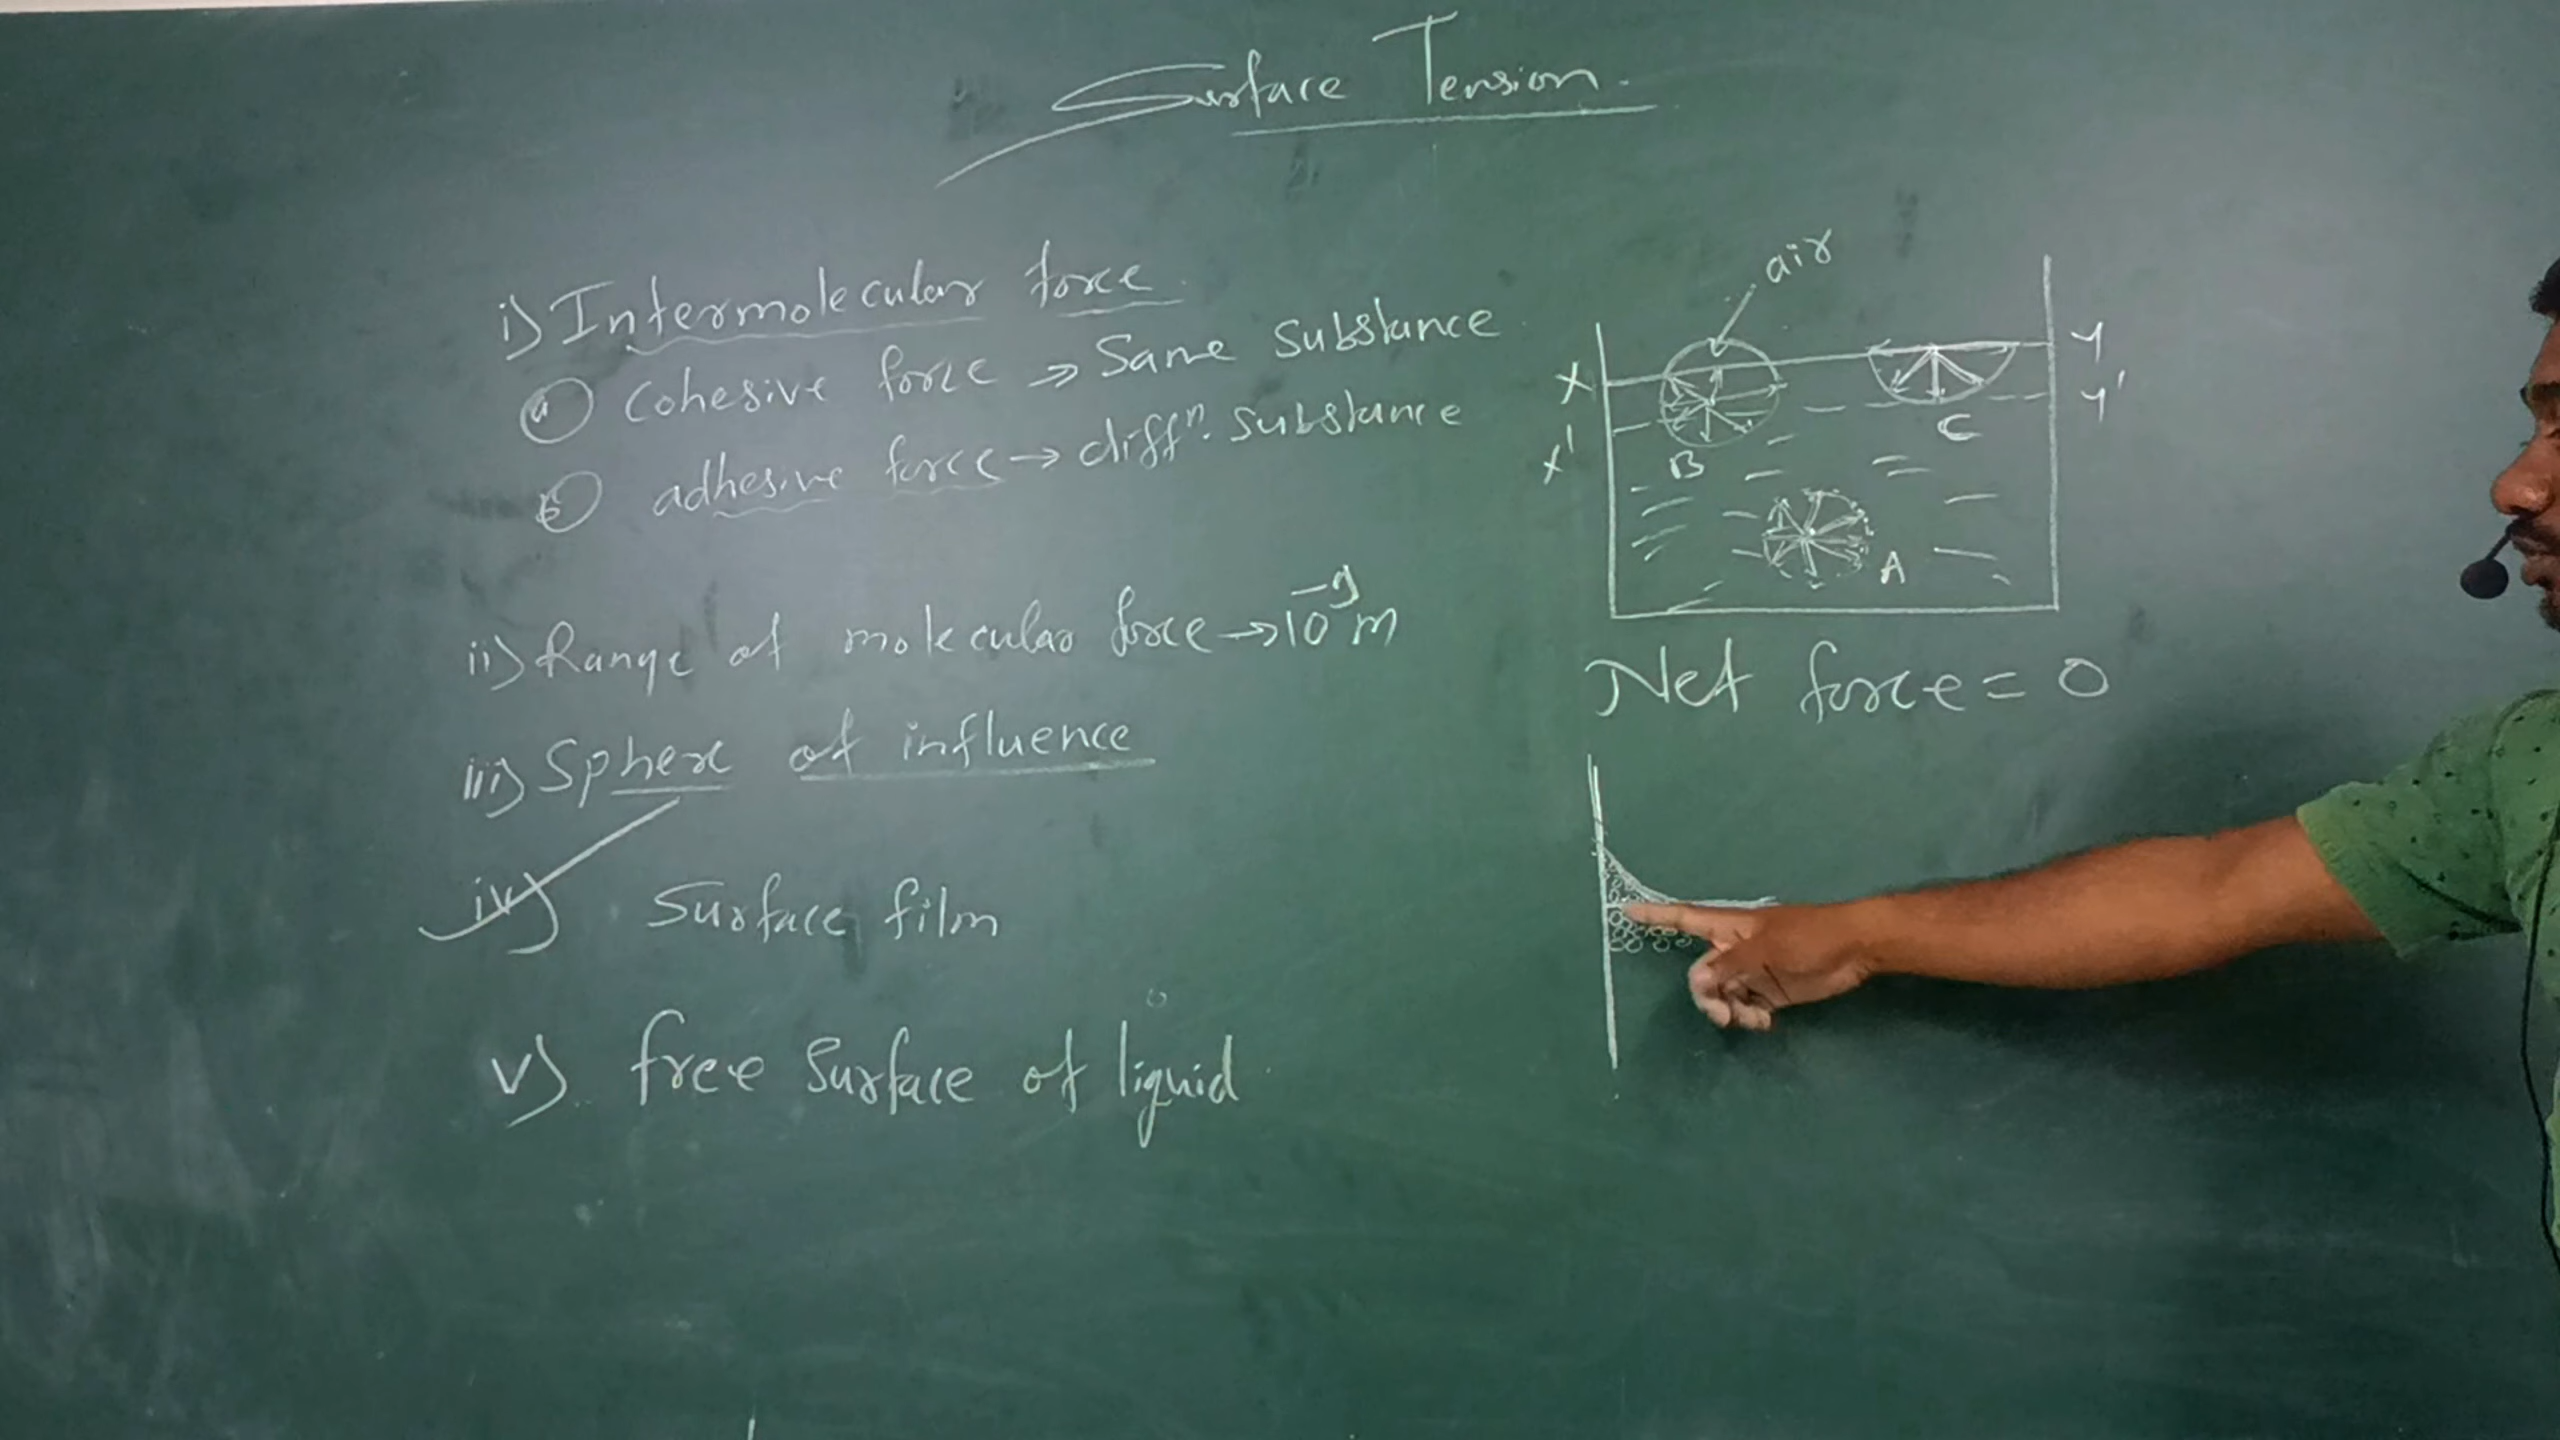 Surface Tension.
i) Intermolecular force
a) Cohesive force → Same substance
b) adhesive force → diffⁿ. substance
ii) Range of molecular force → 10⁻⁹ m
iii) Sphere of influence
iv) Surface film
v) free surface of liquid
air
X Y
X' Y'
B C
A
Net force = 0